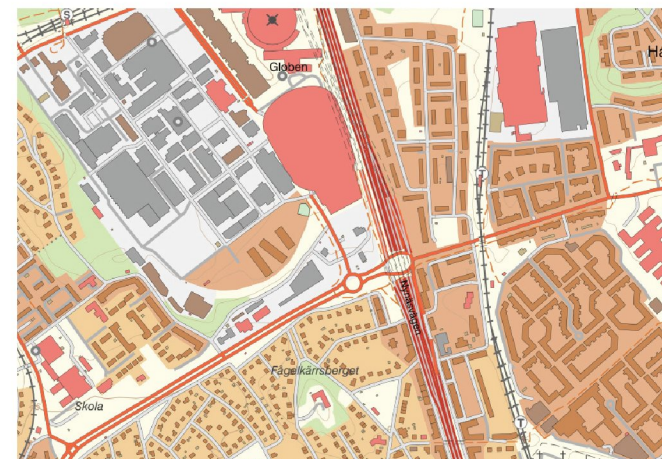 S
Globen
Ha
T
Nynäsvägen
Fågelkärrsberget
Skola
T